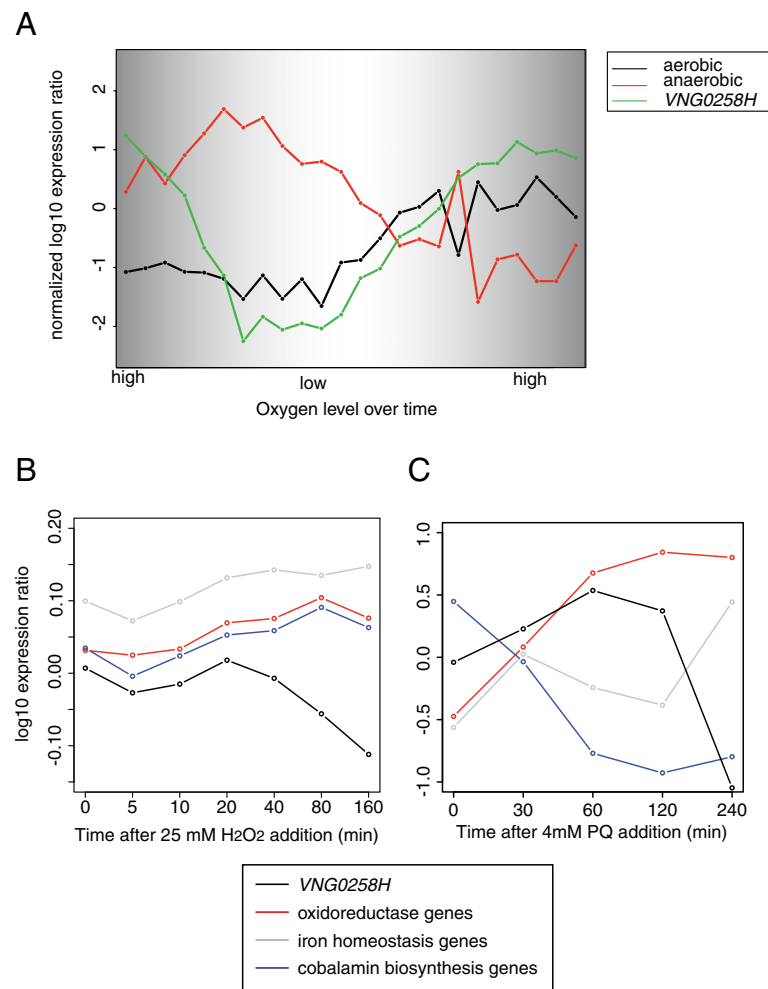 A
normalized log10 expression ratio
2
1
0
-1
-2
high
low
high
Oxygen level over time
aerobic
anaerobic
VNG0258H
B
log10 expression ratio
0.20
0.10
0.00
-0.10
0 5 10 20 40 80 160
Time after 25 mM H2O2 addition (min)
C
1.0
0.5
0.0
-0.5
-1.0
0 30 60 120 240
Time after 4mM PQ addition (min)
VNG0258H
oxidoreductase genes
iron homeostasis genes
cobalamin biosynthesis genes